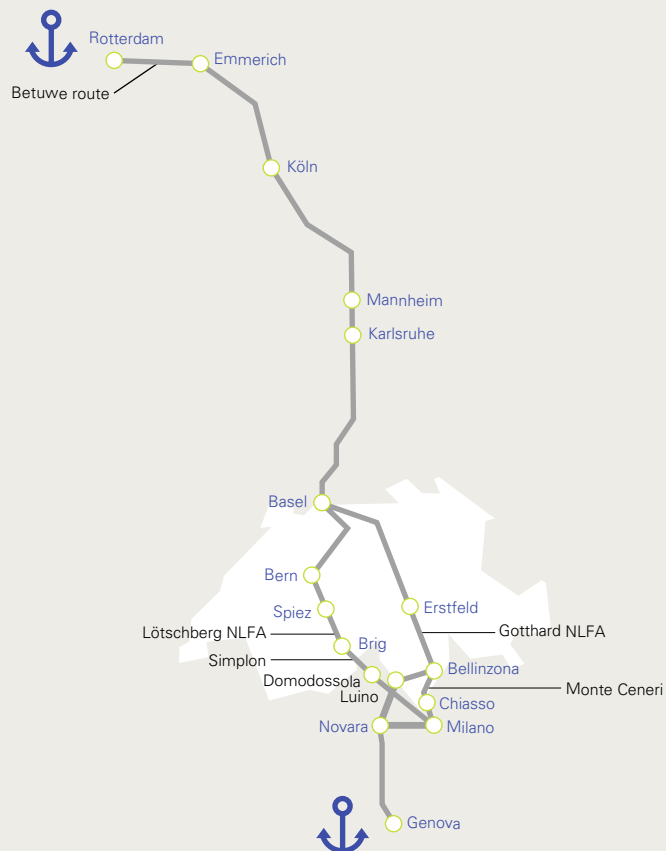 Rotterdam
Emmerich
Betuwe route
Köln
Mannheim
Karlsruhe
Basel
Bern
Erstfeld
Spiez
Lötschberg NLFA
Gotthard NLFA
Brig
Simplon
Bellinzona
Domodossola
Monte Ceneri
Luino
Chiasso
Novara
Milano
Genova